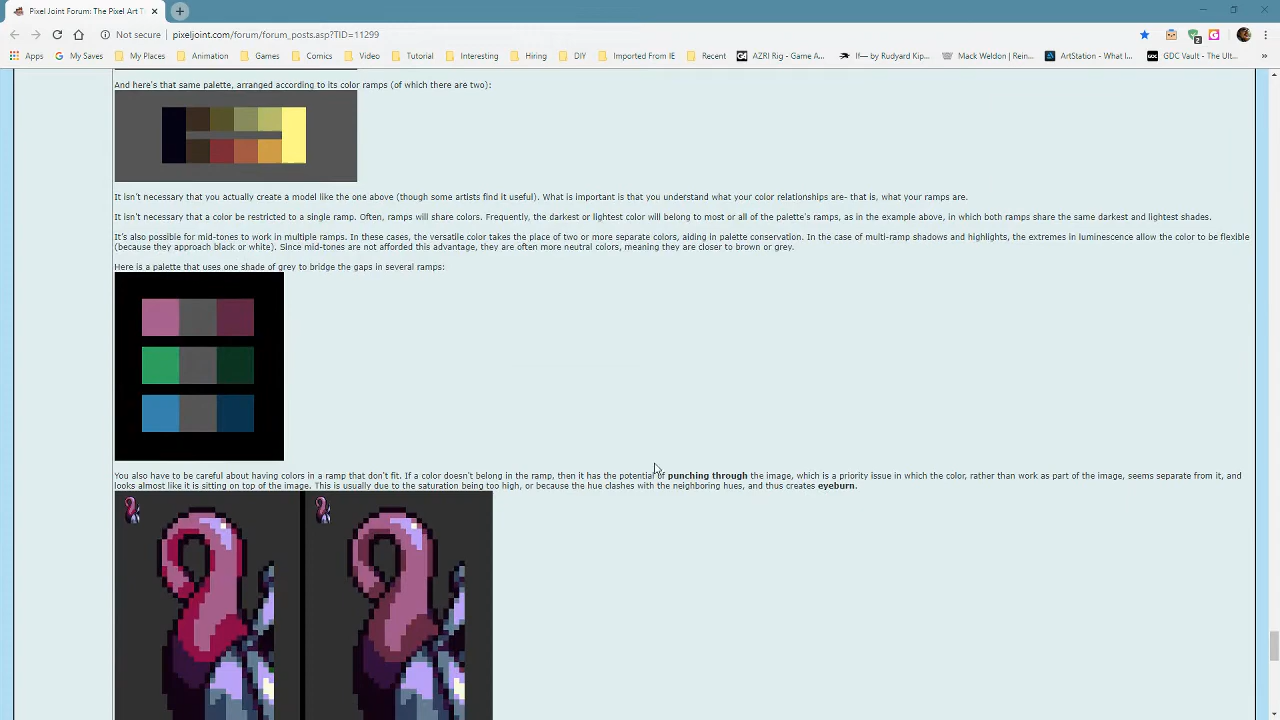 Pixel Joint Forum: The Pixel Art T
Not secure pixeljoint.com/forum/forum_posts.asp?TID=11299
Apps My Saves My Places Animation Games Comics Video Tutorial Interesting Hiring DIY Imported From IE Recent AZRI Rig - Game A... If— by Rudyard Kip... Mack Weldon | Rein... ArtStation - What I... GDC Vault - The Ult...
And here's that same palette, arranged according to its color ramps (of which there are two):
It isn't necessary that you actually create a model like the one above (though some artists find it useful). What is important is that you understand what your color relationships are- that is, what your ramps are.
It isn't necessary that a color be restricted to a single ramp. Often, ramps will share colors. Frequently, the darkest or lightest color will belong to most or all of the palette's ramps, as in the example above, in which both ramps share the same darkest and lightest shades.
It's also possible for mid-tones to work in multiple ramps. In these cases, the versatile color takes the place of two or more separate colors, aiding in palette conservation. In the case of multi-ramp shadows and highlights, the extremes in luminescence allow the color to be flexible
(because they approach black or white). Since mid-tones are not afforded this advantage, they are often more neutral colors, meaning they are closer to brown or grey.
Here is a palette that uses one shade of grey to bridge the gaps in several ramps:
You also have to be careful about having colors in a ramp that don't fit. If a color doesn't belong in the ramp, then it has the potential of punching through the image, which is a priority issue in which the color, rather than work as part of the image, seems separate from it, and
looks almost like it is sitting on top of the image. This is usually due to the saturation being too high, or because the hue clashes with the neighboring hues, and thus creates eyeburn.